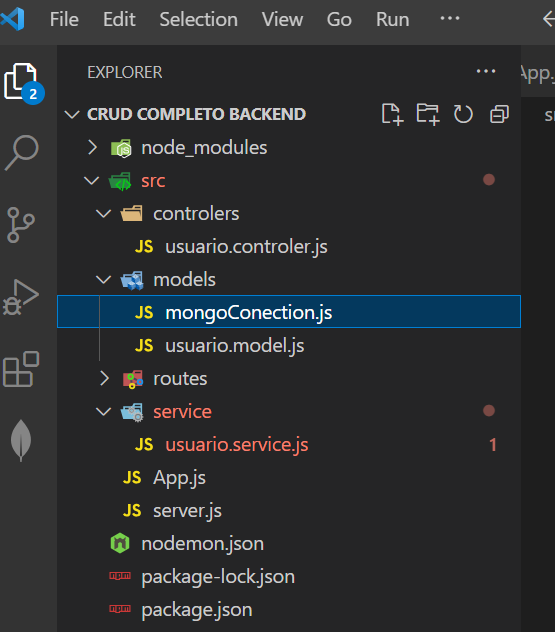 File Edit Selection View Go Run ...
2
EXPLORER ...
App.
CRUD COMPLETO BACKEND
node_modules
src
controlers
JS usuario.controler.js
models
JS mongoConection.js
JS usuario.model.js
routes
service
JS usuario.service.js 1
JS App.js
JS server.js
nodemon.json
package-lock.json
package.json